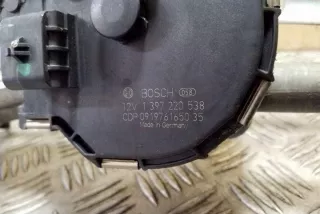 BOSCH
12V 1 397 220 538
CDP 0919761650 35
Made in Germany